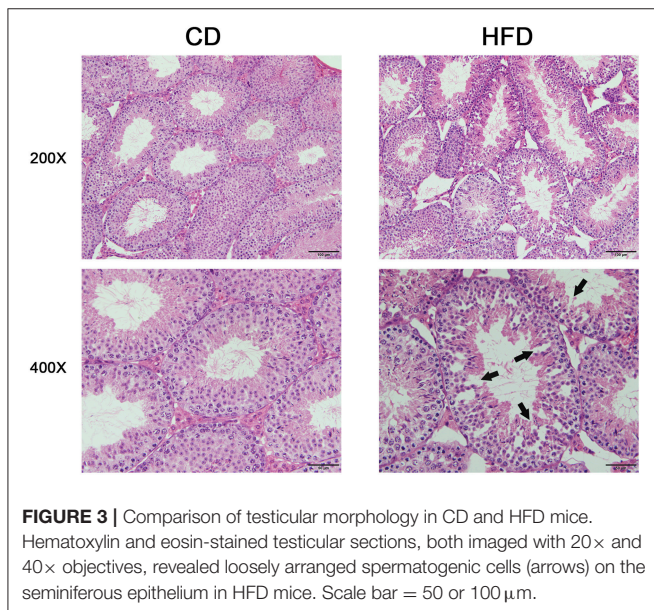 CD HFD
200X
100 μm
400X
FIGURE 3 | Comparison of testicular morphology in CD and HFD mice.
Hematoxylin and eosin-stained testicular sections, both imaged with 20× and
40× objectives, revealed loosely arranged spermatogenic cells (arrows) on the
seminiferous epithelium in HFD mice. Scale bar = 50 or 100 μm.